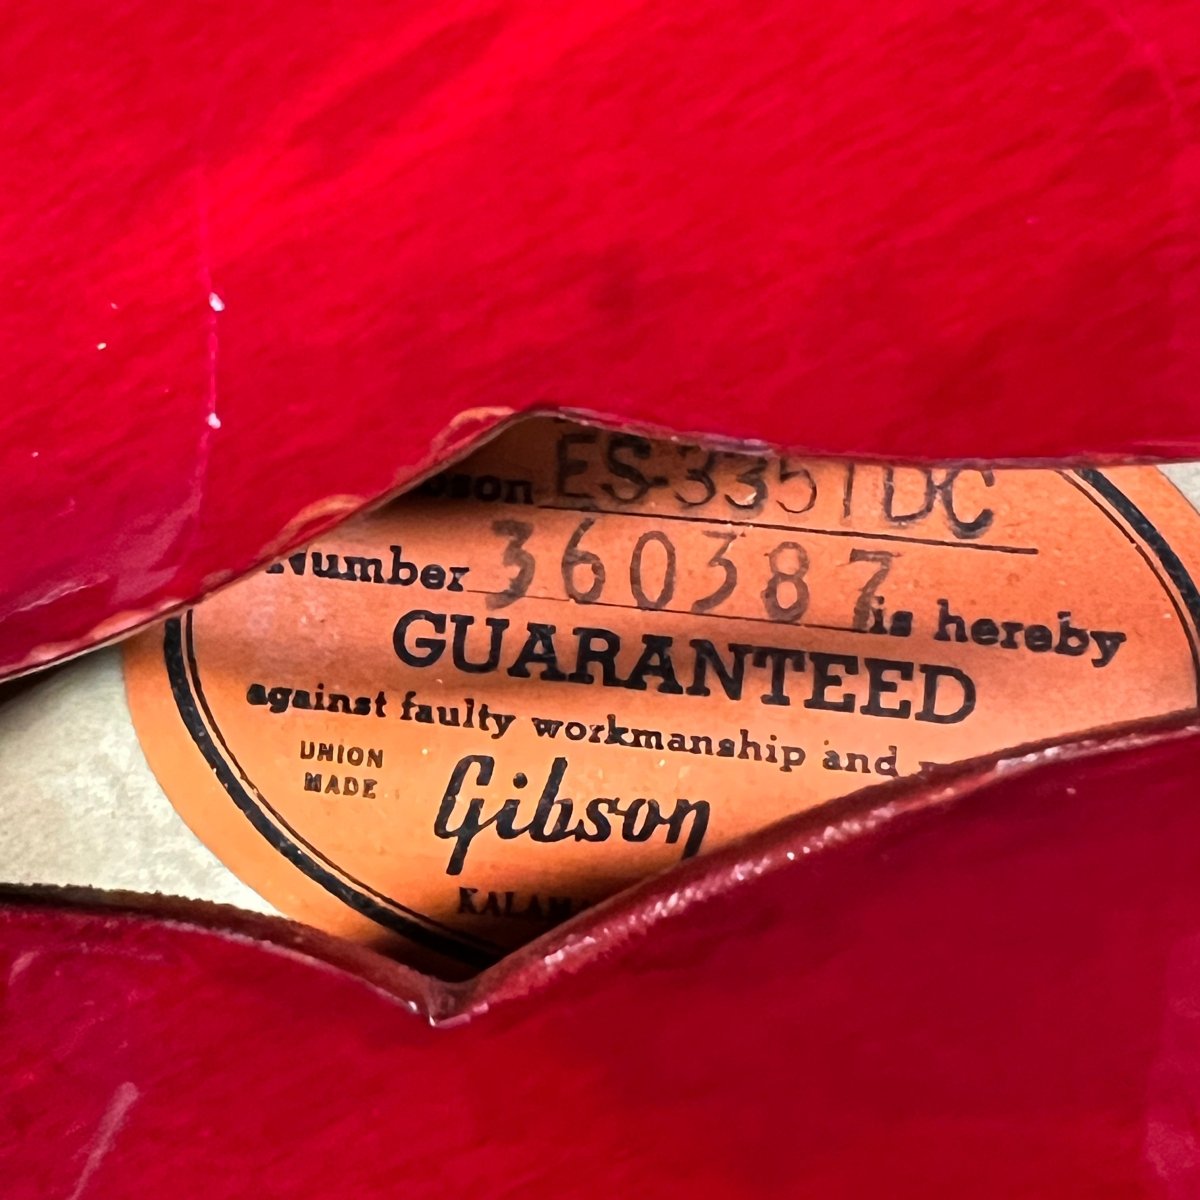 ES-335TDC
Number 360387 is hereby
GUARANTEED
against faulty workmanship and
UNION
MADE
Gibson